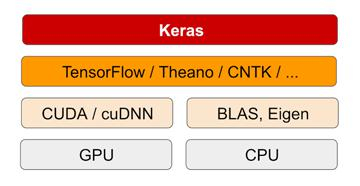 Keras
TensorFlow / Theano / CNTK / ...
CUDA / cuDNN
BLAS, Eigen
GPU
CPU